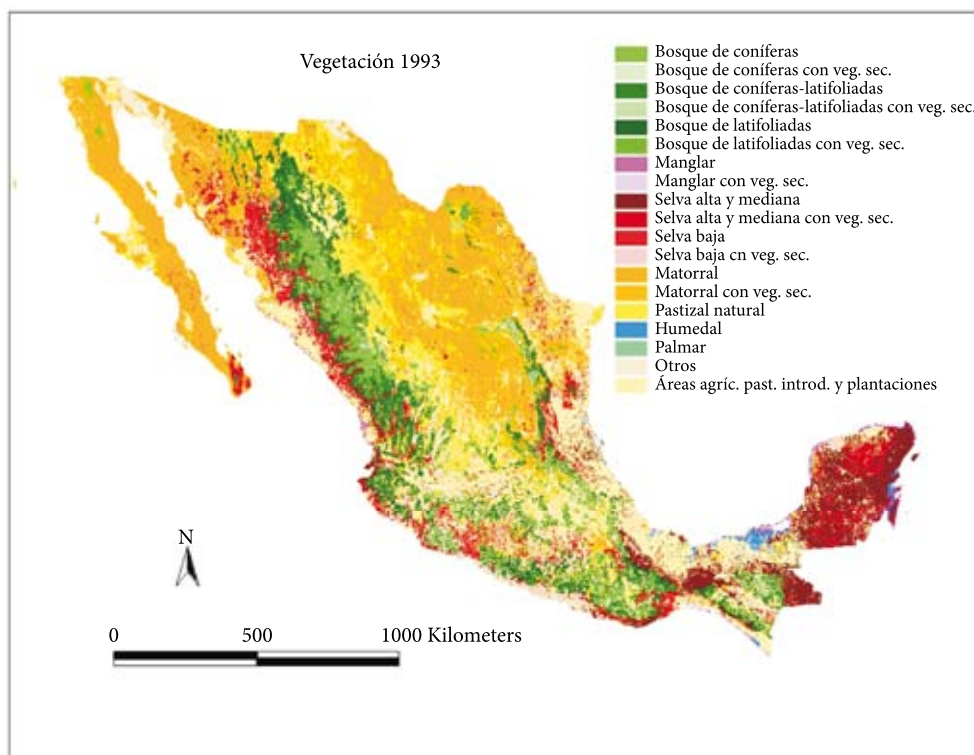 Vegetación 1993
Bosque de coníferas
Bosque de coníferas con veg. sec.
Bosque de coníferas-latifoliadas
Bosque de coníferas-latifoliadas con veg. sec.
Bosque de latifoliadas
Bosque de latifoliadas con veg. sec.
Manglar
Manglar con veg. sec.
Selva alta y mediana
Selva alta y mediana con veg. sec.
Selva baja
Selva baja cn veg. sec.
Matorral
Matorral con veg. sec.
Pastizal natural
Humedal
Palmar
Otros
Áreas agríc. past. introd. y plantaciones
N
0 500 1000 Kilometers